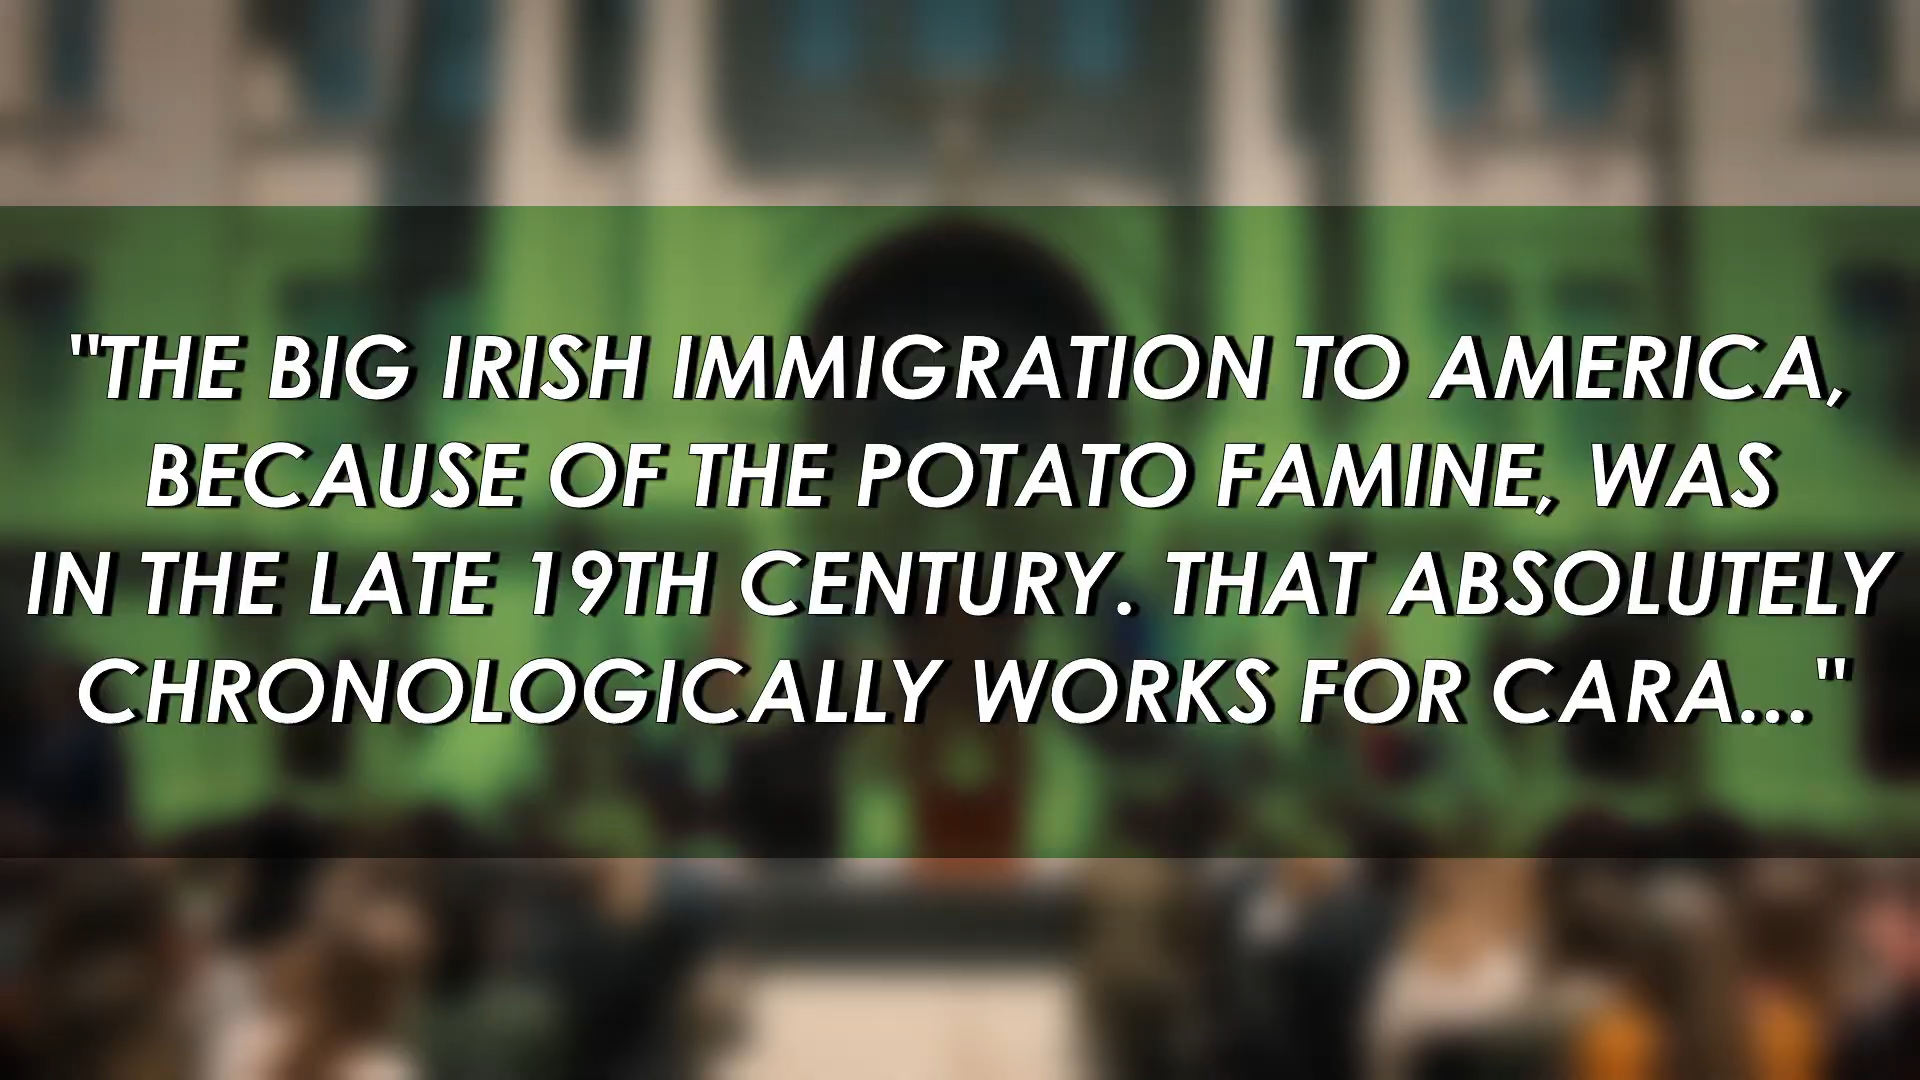 "THE BIG IRISH IMMIGRATION TO AMERICA,
BECAUSE OF THE POTATO FAMINE, WAS
IN THE LATE 19TH CENTURY. THAT ABSOLUTELY
CHRONOLOGICALLY WORKS FOR CARA..."